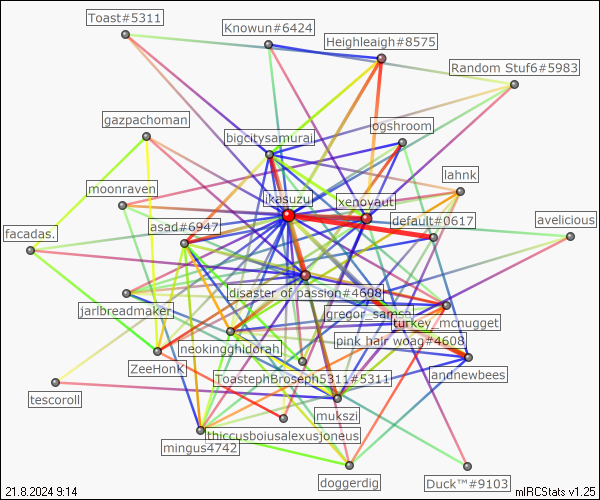 Toast#5311
Knowun#6424
Heighleaigh#8575
Random Stuf6#5983
gazpachoman
ogshroom
bigcitysamurai
lahnk
moonraven
ikasuzu
xenoyaut
asad#6947
default#0617
avelicious
facadas.
disaster of passion#4608
jarlbreadmaker
gregor_samsa
turkey_mcnugget
neokingghidorah
pink hair woag#4608
ZeeHonk
ToastephBroseph5311#5311
andnewbees
tescoroll
mukszi
mingus4742
thiccusboiusalexusjoneus
doggerdig
Duck™#9103
21.8.2024 9:14
mIRCStats v1.25